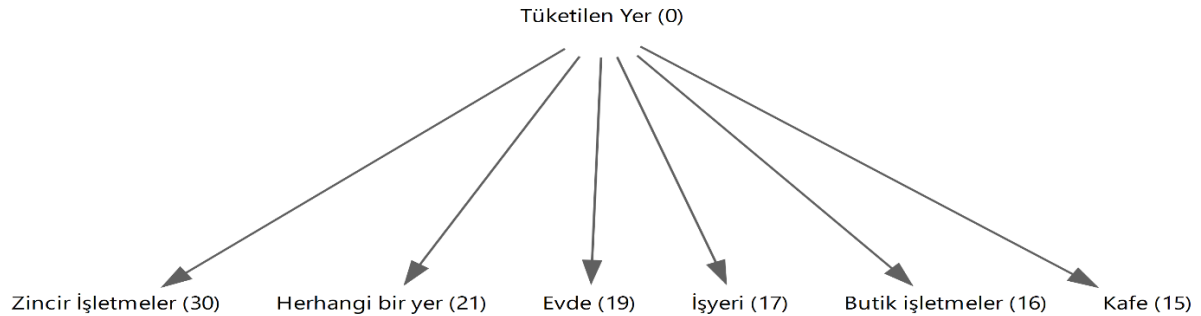 Tüketilen Yer (0)
Zincir İşletmeler (30) Herhangi bir yer (21) Evde (19) İşyeri (17) Butik işletmeler (16) Kafe (15)